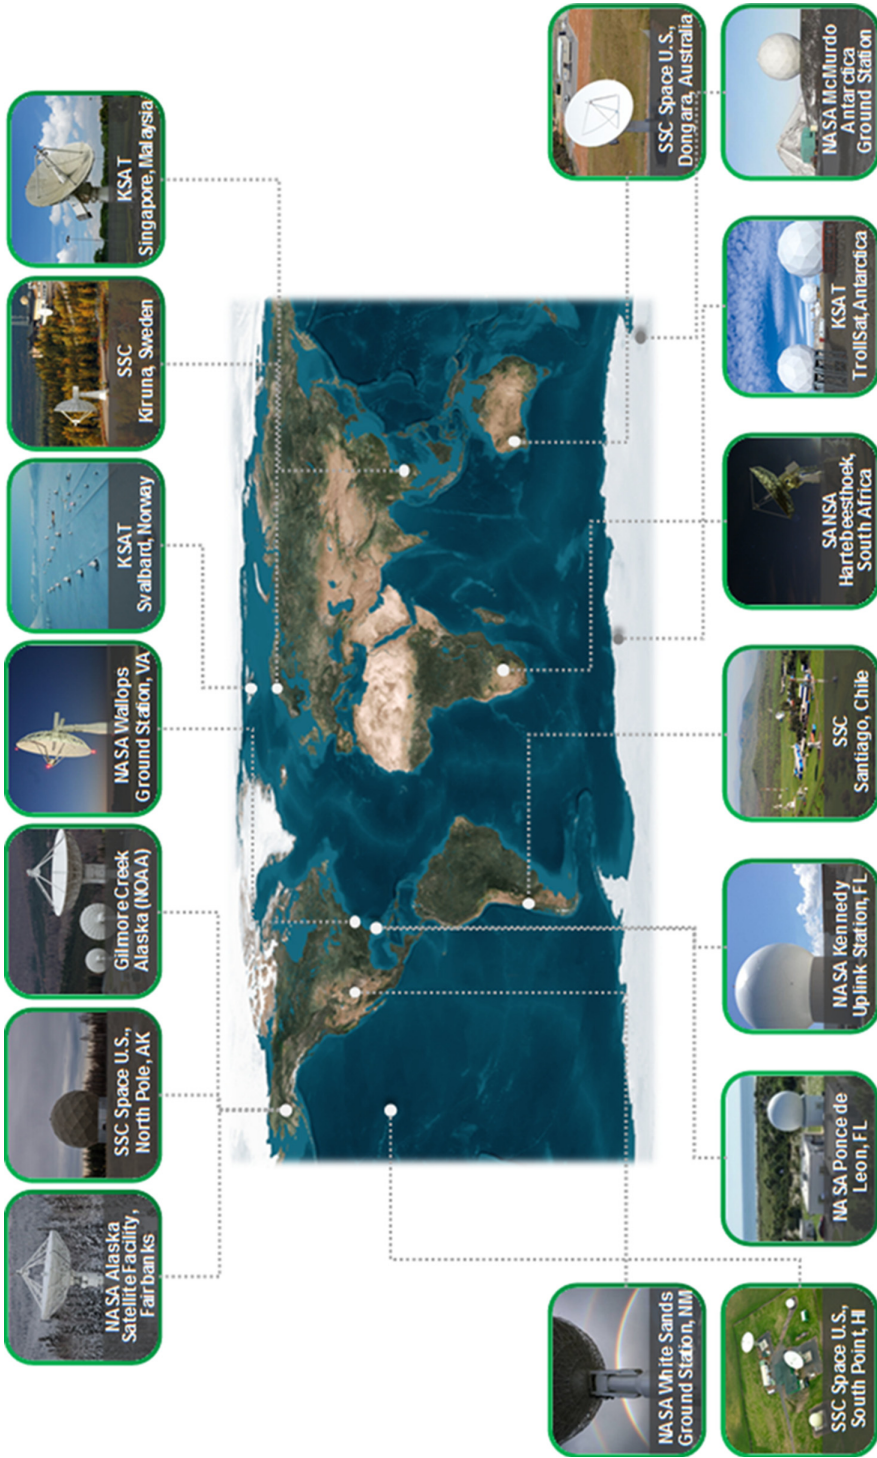 NASA Alaska
Satellite Facility,
Fairbanks
SSC Space U.S.,
North Pole, AK
Gilmore Creek
Alaska (NOAA)
NASA Wallops
Ground Station, VA
KSAT
Svalbard, Norway
SSC
Kiruna, Sweden
KSAT
Singapore, Malaysia
NASA White Sands
Ground Station, NM
SSC Space U.S.,
Dongara, Australia
SSC Space U.S.,
South Point, HI
NASA Ponce de
Leon, FL
NASA Kennedy
Uplink Station, FL
SSC
Santiago, Chile
SANSA
Hartebeesthoek,
South Africa
KSAT
TrollSat, Antarctica
NASA McMurdo
Antarctica
Ground Station